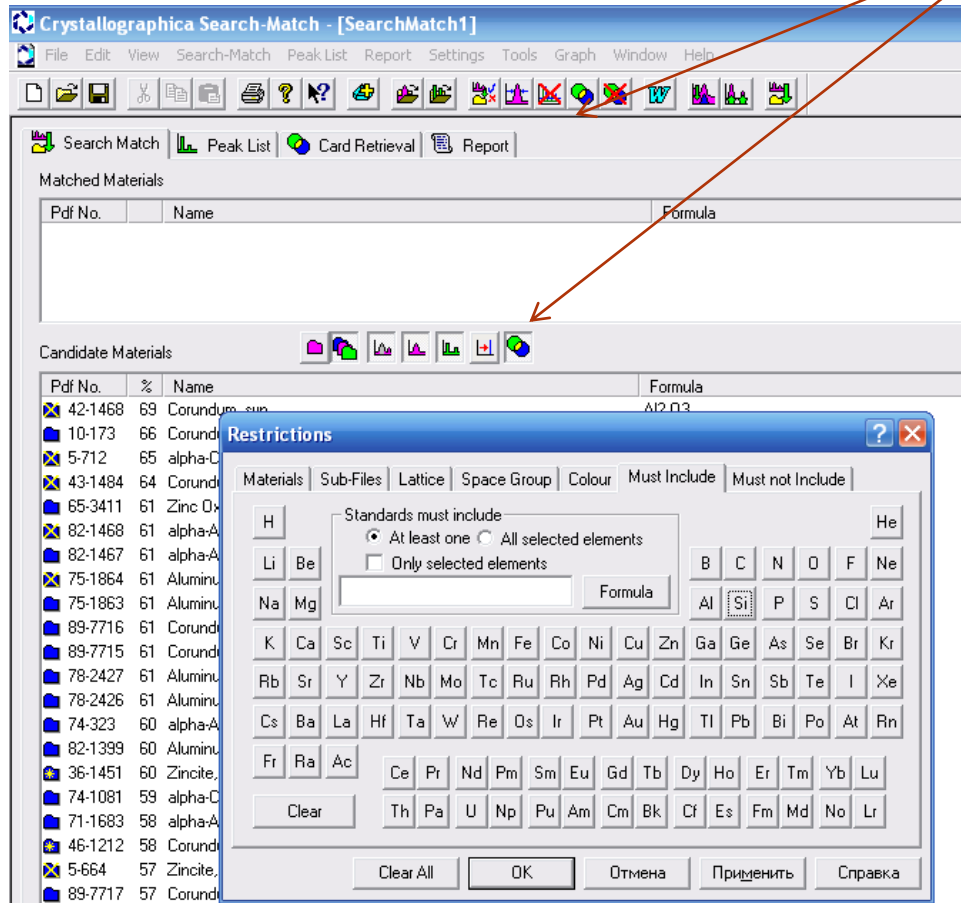 Crystallographica Search-Match - [SearchMatch1]
File Edit View Search-Match Peak List Report Settings Tools Graph Window Help
Search Match Peak List Card Retrieval Report
Matched Materials
Pdf No. Name Formula
Candidate Materials
Pdf No. % Name Formula
42-1468 69 Corundum, syn Al2 O3
10-173 66
5-712 65
43-1484 64
65-3411 61 Zinc
82-1468 61
82-1467 61
75-1864 61
75-1863 61
89-7716 61
89-7715 61
78-2427 61
78-2426 61
74-323 60
82-1399 60
36-1451 60 Zincite,
74-1081 59
71-1683 58
46-1212 58
5-664 57 Zincite,
89-7717 57
Restrictions
Materials Sub-Files Lattice Space Group Colour Must Include Must not Include
Standards must include
At least one All selected elements
Only selected elements
Formula
H He
Li Be B C N O F Ne
Na Mg Al Si P S Cl Ar
K Ca Sc Ti V Cr Mn Fe Co Ni Cu Zn Ga Ge As Se Br Kr
Rb Sr Y Zr Nb Mo Tc Ru Rh Pd Ag Cd In Sn Sb Te I Xe
Cs Ba La Hf Ta W Re Os Ir Pt Au Hg Tl Pb Bi Po At Rn
Fr Ra Ac
Ce Pr Nd Pm Sm Eu Gd Tb Dy Ho Er Tm Yb Lu
Clear Th Pa U Np Pu Am Cm Bk Cf Es Fm Md No Lr
Clear All OK Отмена Применить Справка